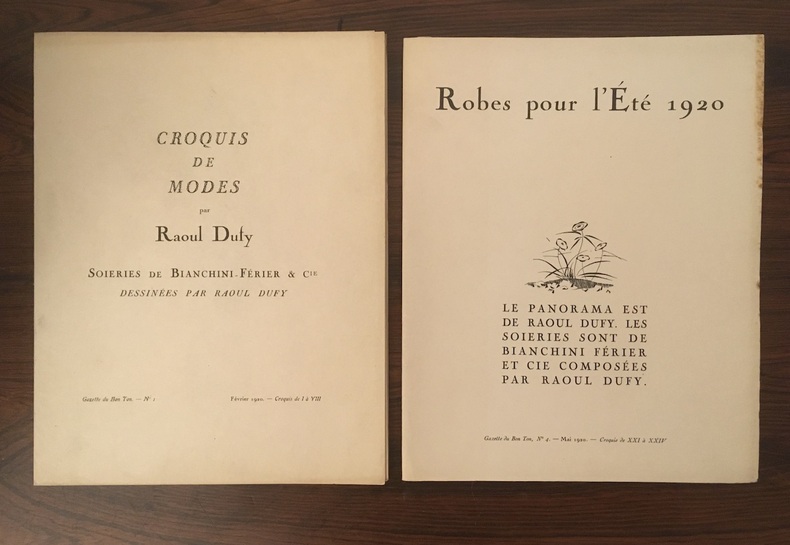 CROQUIS
DE
MODES
par
Raoul Dufy
SOIERIES DE BIANCHINI-FÉRIER & CIE
DESSINÉES PAR RAOUL DUFY
Gazette du Bon Ton. — N° 1
Février 1920. — Croquis de I à VIII
Robes pour l'Été 1920
LE PANORAMA EST
DE RAOUL DUFY. LES
SOIERIES SONT DE
BIANCHINI FÉRIER
ET CIE COMPOSÉES
PAR RAOUL DUFY.
Gazette du Bon Ton, N° 4. — Mai 1920. — Croquis de XXI à XXIV